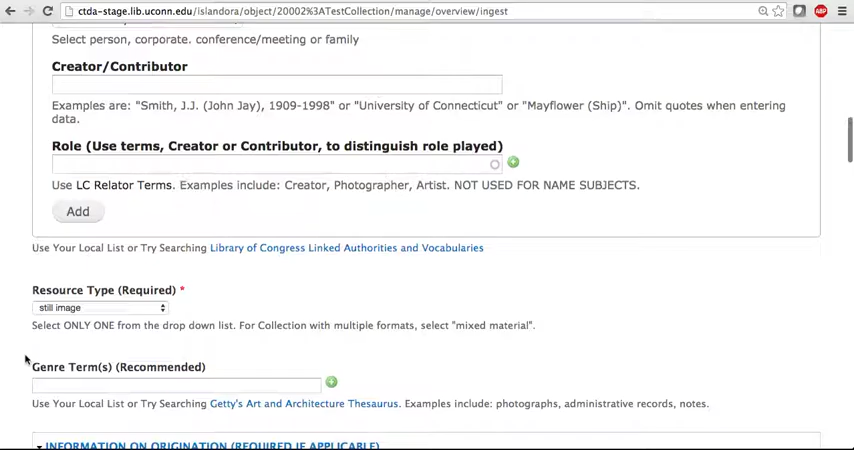 ctda-stage.lib.uconn.edu/islandora/object/20002%3ATestCollection/manage/overview/ingest
ABP
Select person, corporate. conference/meeting or family
Creator/Contributor
Examples are: "Smith, J.J. (John Jay), 1909-1998" or "University of Connecticut" or "Mayflower (Ship)". Omit quotes when entering
data.
Role (Use terms, Creator or Contributor, to distinguish role played)
Use LC Relator Terms. Examples include: Creator, Photographer, Artist. NOT USED FOR NAME SUBJECTS.
Add
Use Your Local List or Try Searching Library of Congress Linked Authorities and Vocabularies
Resource Type (Required) *
still image
Select ONLY ONE from the drop down list. For Collection with multiple formats, select "mixed material".
Genre Term(s) (Recommended)
Use Your Local List or Try Searching Getty's Art and Architecture Thesaurus. Examples include: photographs, administrative records, notes.
INFORMATION ON ORIGINATION (REQUIRED IF APPLICABLE)